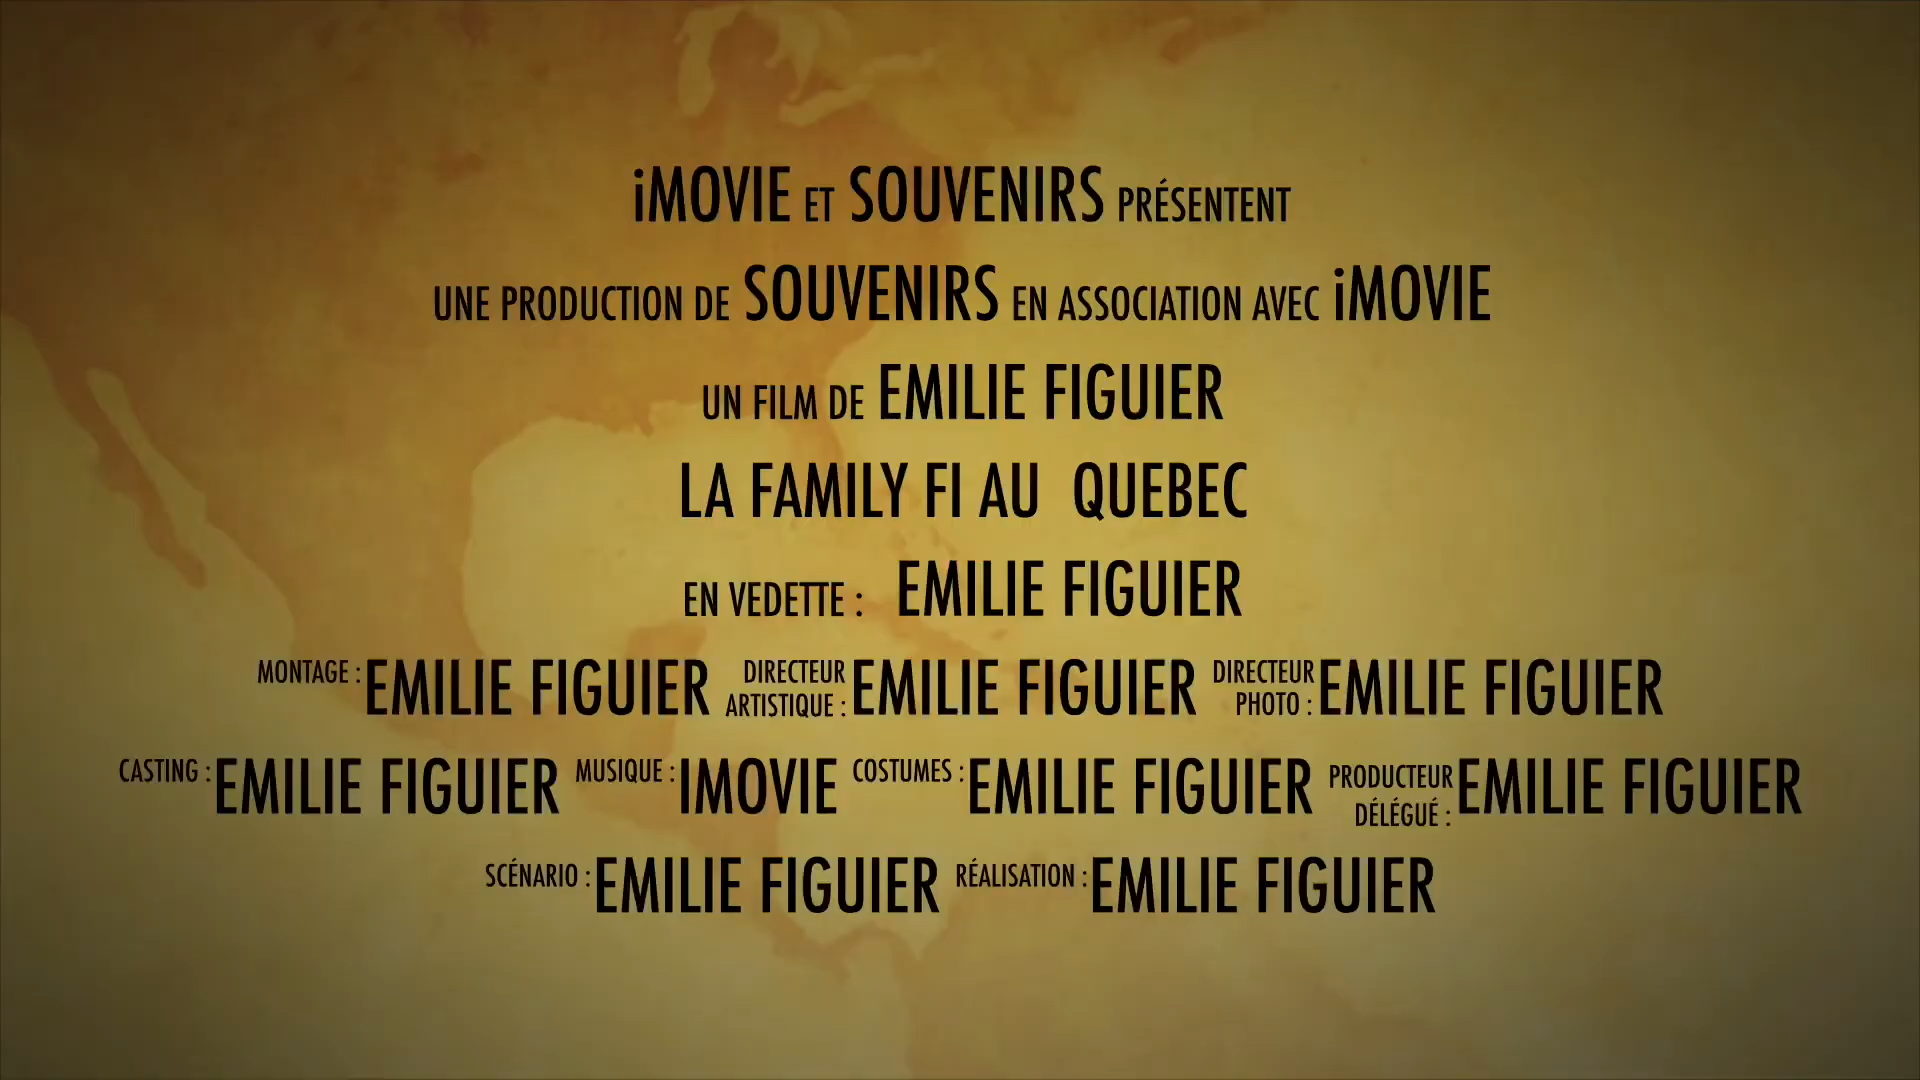 iMOVIE ET SOUVENIRS PRÉSENTENT
UNE PRODUCTION DE SOUVENIRS EN ASSOCIATION AVEC iMOVIE
UN FILM DE EMILIE FIGUIER
LA FAMILY FI AU QUEBEC
EN VEDETTE : EMILIE FIGUIER
MONTAGE : EMILIE FIGUIER DIRECTEUR ARTISTIQUE : EMILIE FIGUIER DIRECTEUR PHOTO : EMILIE FIGUIER
CASTING : EMILIE FIGUIER MUSIQUE : IMOVIE COSTUMES : EMILIE FIGUIER PRODUCTEUR DÉLÉGUÉ : EMILIE FIGUIER
SCÉNARIO : EMILIE FIGUIER RÉALISATION : EMILIE FIGUIER